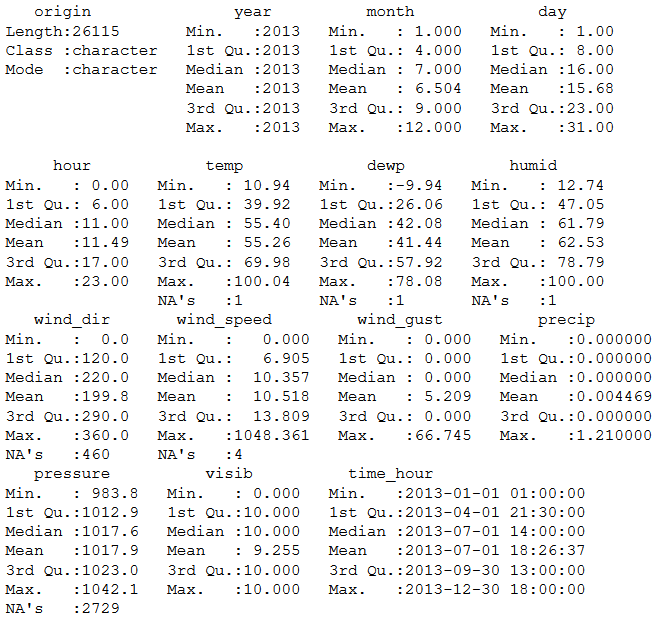 origin year month day
Length:26115 Min. :2013 Min. : 1.000 Min. : 1.00
Class :character 1st Qu.:2013 1st Qu.: 4.000 1st Qu.: 8.00
Mode :character Median :2013 Median : 7.000 Median :16.00
Mean :2013 Mean : 6.504 Mean :15.68
3rd Qu.:2013 3rd Qu.: 9.000 3rd Qu.:23.00
Max. :2013 Max. :12.000 Max. :31.00
hour temp dewp humid
Min. : 0.00 Min. : 10.94 Min. :-9.94 Min. : 12.74
1st Qu.: 6.00 1st Qu.: 39.92 1st Qu.:26.06 1st Qu.: 47.05
Median :11.00 Median : 55.40 Median :42.08 Median : 61.79
Mean :11.49 Mean : 55.26 Mean :41.44 Mean : 62.53
3rd Qu.:17.00 3rd Qu.: 69.98 3rd Qu.:57.92 3rd Qu.: 78.79
Max. :23.00 Max. :100.04 Max. :78.08 Max. :100.00
NA's :1 NA's :1 NA's :1
wind_dir wind_speed wind_gust precip
Min. : 0.0 Min. : 0.000 Min. : 0.000 Min. :0.000000
1st Qu.:120.0 1st Qu.: 6.905 1st Qu.: 0.000 1st Qu.:0.000000
Median :220.0 Median : 10.357 Median : 0.000 Median :0.000000
Mean :199.8 Mean : 10.518 Mean : 5.209 Mean :0.004469
3rd Qu.:290.0 3rd Qu.: 13.809 3rd Qu.: 0.000 3rd Qu.:0.000000
Max. :360.0 Max. :1048.361 Max. :66.745 Max. :1.210000
NA's :460 NA's :4
pressure visib time_hour
Min. : 983.8 Min. : 0.000 Min. :2013-01-01 01:00:00
1st Qu.:1012.9 1st Qu.:10.000 1st Qu.:2013-04-01 21:30:00
Median :1017.6 Median :10.000 Median :2013-07-01 14:00:00
Mean :1017.9 Mean : 9.255 Mean :2013-07-01 18:26:37
3rd Qu.:1023.0 3rd Qu.:10.000 3rd Qu.:2013-09-30 13:00:00
Max. :1042.1 Max. :10.000 Max. :2013-12-30 18:00:00
NA's :2729